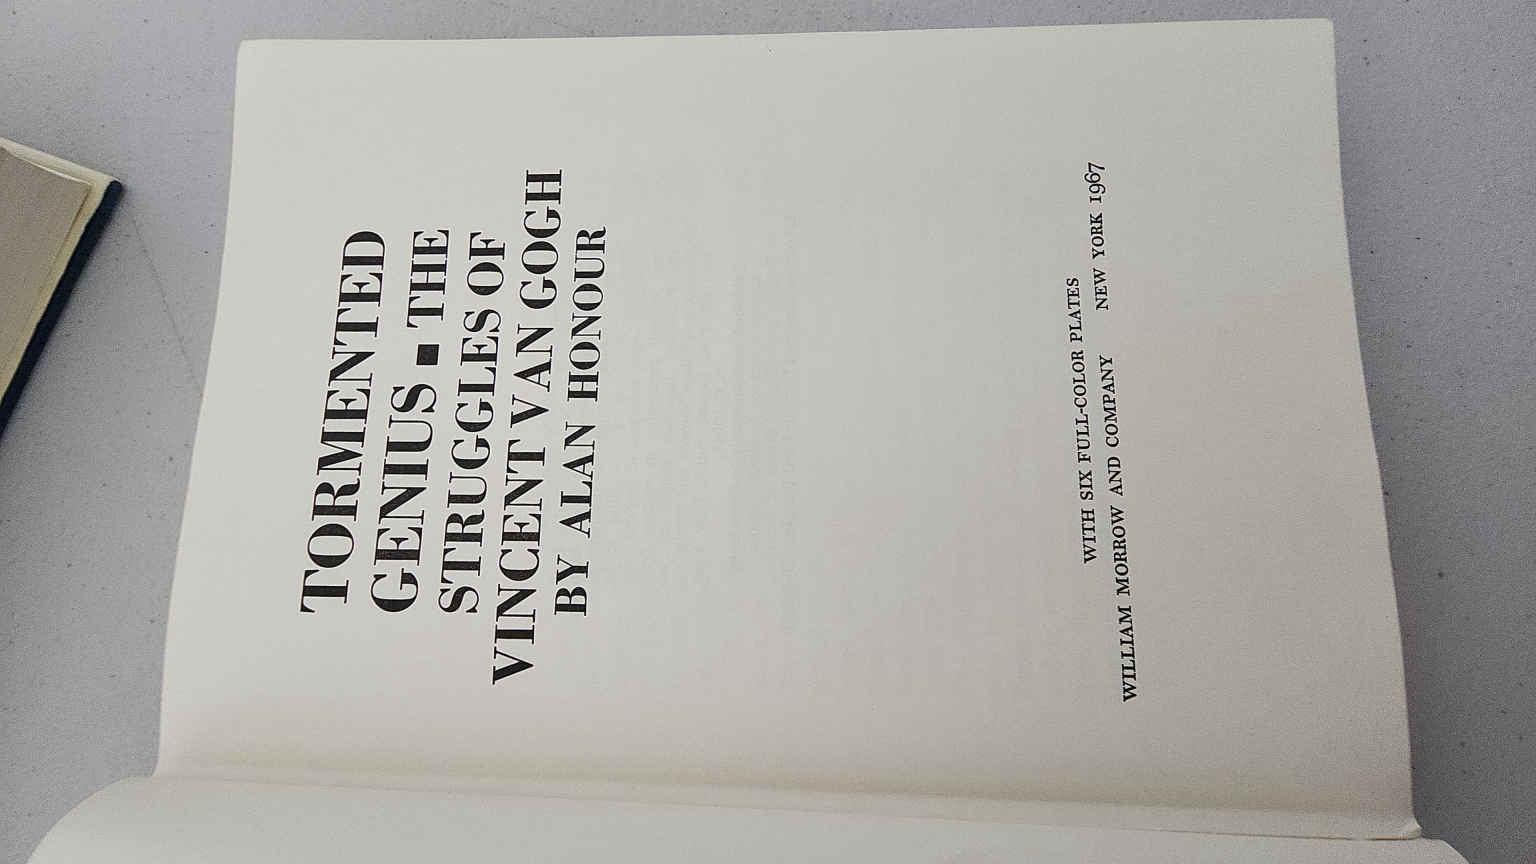 TORMENTED
GENIUS ■ THE
STRUGGLES OF
VINCENT VAN GOGH
BY ALAN HONOUR
WITH SIX FULL-COLOR PLATES
WILLIAM MORROW AND COMPANY NEW YORK 1967